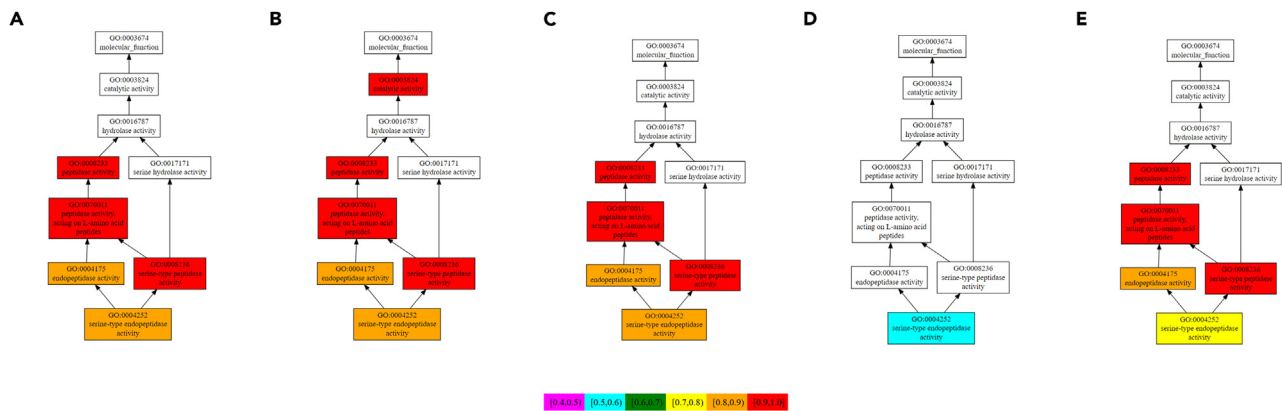 A
GO:0003674
molecular_function
GO:0003824
catalytic activity
GO:0016787
hydrolase activity
GO:0008233
peptidase activity
GO:0017171
serine hydrolase activity
GO:0070011
peptidase activity,
acting on L-amino acid
peptides
GO:0004175
endopeptidase activity
GO:0008236
serine-type peptidase
activity
GO:0004252
serine-type endopeptidase
activity
B
GO:0003674
molecular_function
GO:0003824
catalytic activity
GO:0016787
hydrolase activity
GO:0008233
peptidase activity
GO:0017171
serine hydrolase activity
GO:0070011
peptidase activity,
acting on L-amino acid
peptides
GO:0004175
endopeptidase activity
GO:0008236
serine-type peptidase
activity
GO:0004252
serine-type endopeptidase
activity
C
GO:0003674
molecular_function
GO:0003824
catalytic activity
GO:0016787
hydrolase activity
GO:0008233
peptidase activity
GO:0017171
serine hydrolase activity
GO:0070011
peptidase activity,
acting on L-amino acid
peptides
GO:0004175
endopeptidase activity
GO:0008236
serine-type peptidase
activity
GO:0004252
serine-type endopeptidase
activity
D
GO:0003674
molecular_function
GO:0003824
catalytic activity
GO:0016787
hydrolase activity
GO:0008233
peptidase activity
GO:0017171
serine hydrolase activity
GO:0070011
peptidase activity,
acting on L-amino acid
peptides
GO:0004175
endopeptidase activity
GO:0008236
serine-type peptidase
activity
GO:0004252
serine-type endopeptidase
activity
E
GO:0003674
molecular_function
GO:0003824
catalytic activity
GO:0016787
hydrolase activity
GO:0008233
peptidase activity
GO:0017171
serine hydrolase activity
GO:0070011
peptidase activity,
acting on L-amino acid
peptides
GO:0004175
endopeptidase activity
GO:0008236
serine-type peptidase
activity
GO:0004252
serine-type endopeptidase
activity
[0.4,0.5) [0.5,0.6) [0.6,0.7) [0.7,0.8) [0.8,0.9) [0.9,1.0]